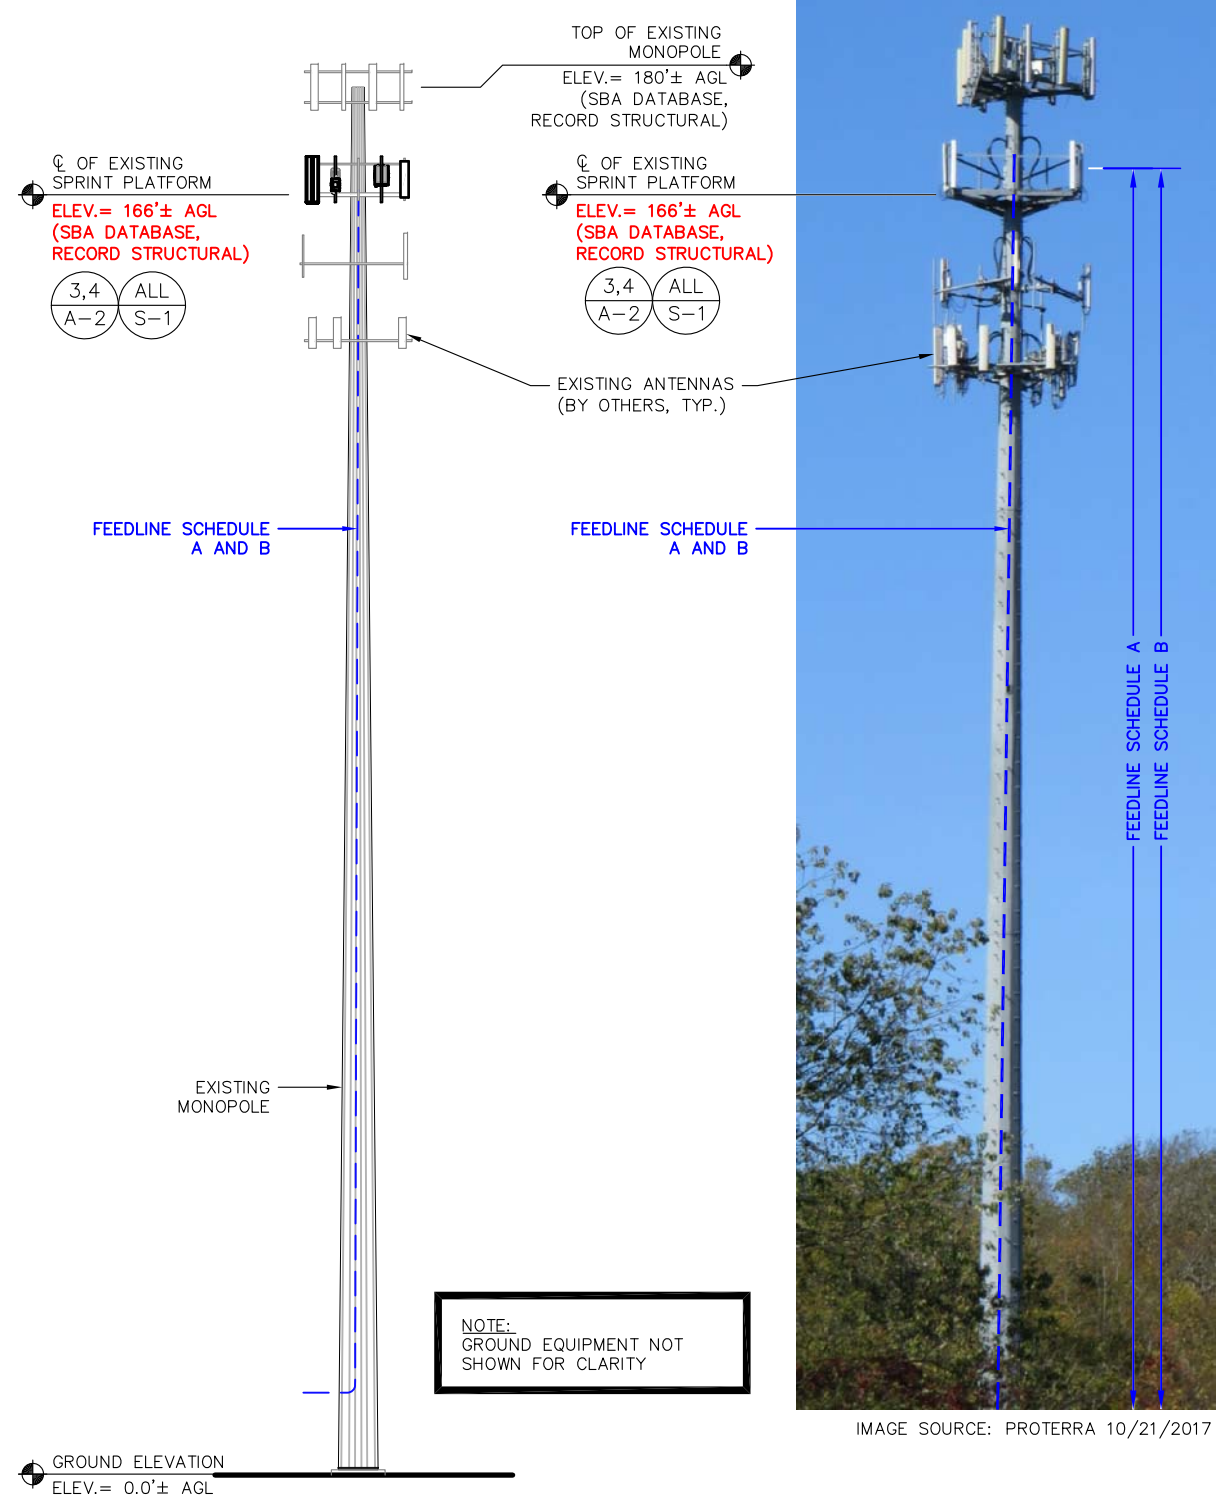 TOP OF EXISTING
MONOPOLE
ELEV.= 180'± AGL
(SBA DATABASE,
RECORD STRUCTURAL)
℄ OF EXISTING
SPRINT PLATFORM
ELEV.= 166'± AGL
(SBA DATABASE,
RECORD STRUCTURAL)
3,4
A-2
ALL
S-1
℄ OF EXISTING
SPRINT PLATFORM
ELEV.= 166'± AGL
(SBA DATABASE,
RECORD STRUCTURAL)
3,4
A-2
ALL
S-1
EXISTING ANTENNAS
(BY OTHERS, TYP.)
FEEDLINE SCHEDULE
A AND B
FEEDLINE SCHEDULE
A AND B
FEEDLINE SCHEDULE A
FEEDLINE SCHEDULE B
EXISTING
MONOPOLE
NOTE:
GROUND EQUIPMENT NOT
SHOWN FOR CLARITY
IMAGE SOURCE: PROTERRA 10/21/2017
GROUND ELEVATION
ELEV.= 0.0'± AGL